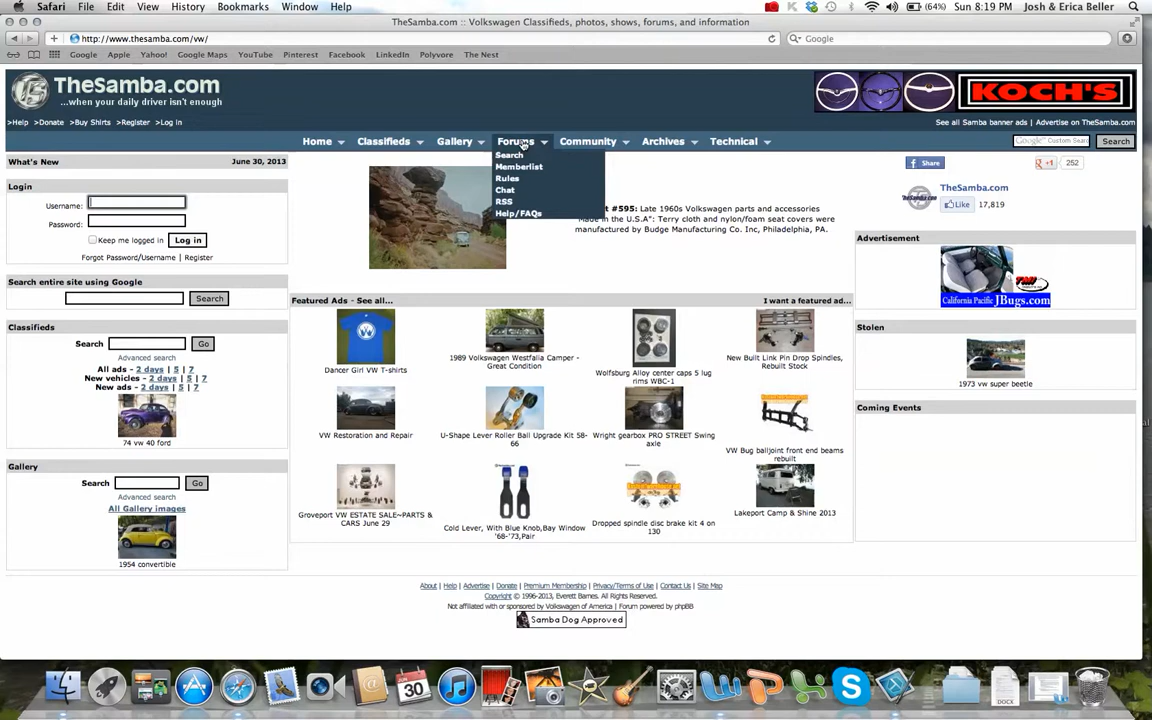 Safari File Edit View History Bookmarks Window Help (64%) Sun 8:19 PM Josh & Erica Beller
TheSamba.com :: Volkswagen Classifieds, photos, shows, forums, and information
http://www.thesamba.com/vw/ Google
Google Apple Yahoo! Google Maps YouTube Pinterest Facebook LinkedIn Polyvore The Nest
TheSamba.com
...when your daily driver isn't enough
KOCH'S
>Help >Donate >Buy Shirts >Register >Log in
See all Samba banner ads | Advertise on TheSamba.com
Home Classifieds Gallery Forums Community Archives Technical Google Custom Searc Search
Search
Memberlist
Rules
Chat
RSS
Help/FAQs
What's New June 30, 2013
Login
Username:
Password:
Keep me logged in Log in
Forgot Password/Username | Register
Search entire site using Google
Search
Classifieds
Search Go
Advanced search
All ads - 2 days | 5 | 7
New vehicles - 2 days | 5 | 7
New ads - 2 days | 5 | 7
74 vw 40 ford
Gallery
Search Go
Advanced search
All Gallery images
1954 convertible
#595: Late 1960s Volkswagen parts and accessories
"Made in the U.S.A": Terry cloth and nylon/foam seat covers were
manufactured by Budge Manufacturing Co. Inc, Philadelphia, PA.
Featured Ads - See all... I want a featured ad...
Dancer Girl VW T-shirts
1989 Volkswagen Westfalia Camper -
Great Condition
Wolfsburg Alloy center caps 5 lug
rims WBC-1
New Built Link Pin Drop Spindles,
Rebuilt Stock
VW Restoration and Repair
U-Shape Lever Roller Ball Upgrade Kit 58-
66
Wright gearbox PRO STREET Swing
axle
VW Bug balljoint front end beams
rebuilt
Groveport VW ESTATE SALE~PARTS &
CARS June 29
Cold Lever, With Blue Knob,Bay Window
'68-'73,Pair
Dropped spindle disc brake kit 4 on
130
Lakeport Camp & Shine 2013
Share +1 252
TheSamba.com
Like 17,819
Advertisement
California Pacific JBugs.com
Stolen
1973 vw super beetle
Coming Events
About | Help | Advertise | Donate | Premium Membership | Privacy/Terms of Use | Contact Us | Site Map
Copyright © 1996-2013, Everett Barnes. All Rights Reserved.
Not affiliated with or sponsored by Volkswagen of America | Forum powered by phpBB
Samba Dog Approved
30
DOCX